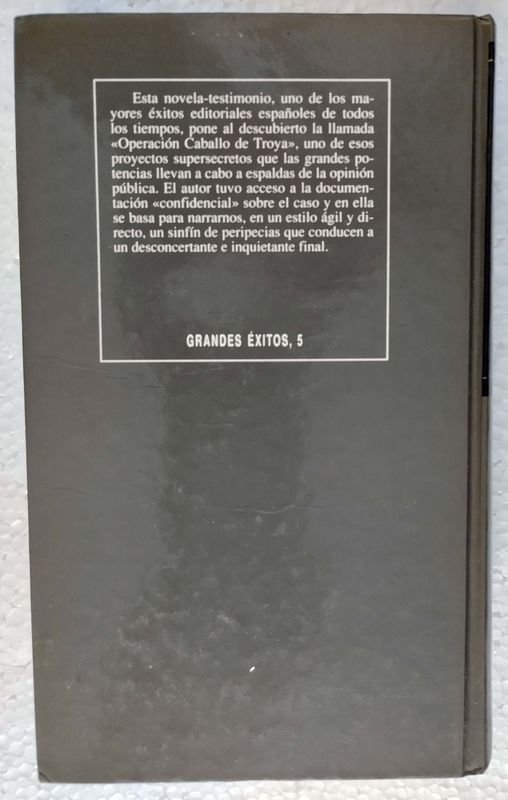 Esta novela-testimonio, uno de los ma-
yores éxitos editoriales españoles de todos
los tiempos, pone al descubierto la llamada
«Operación Caballo de Troya», uno de esos
proyectos supersecretos que las grandes po-
tencias llevan a cabo a espaldas de la opinión
pública. El autor tuvo acceso a la documen-
tación «confidencial» sobre el caso y en ella
se basa para narrarnos, en un estilo ágil y di-
recto, un sinfín de peripecias que conducen a
un desconcertante e inquietante final.
GRANDES ÉXITOS, 5